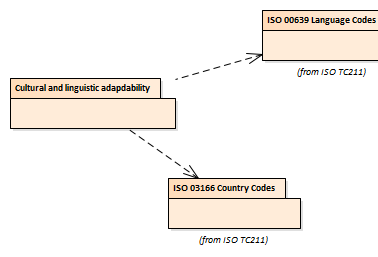 ISO 00639 Language Codes
(from ISO TC211)
Cultural and linguistic adapdability
ISO 03166 Country Codes
(from ISO TC211)